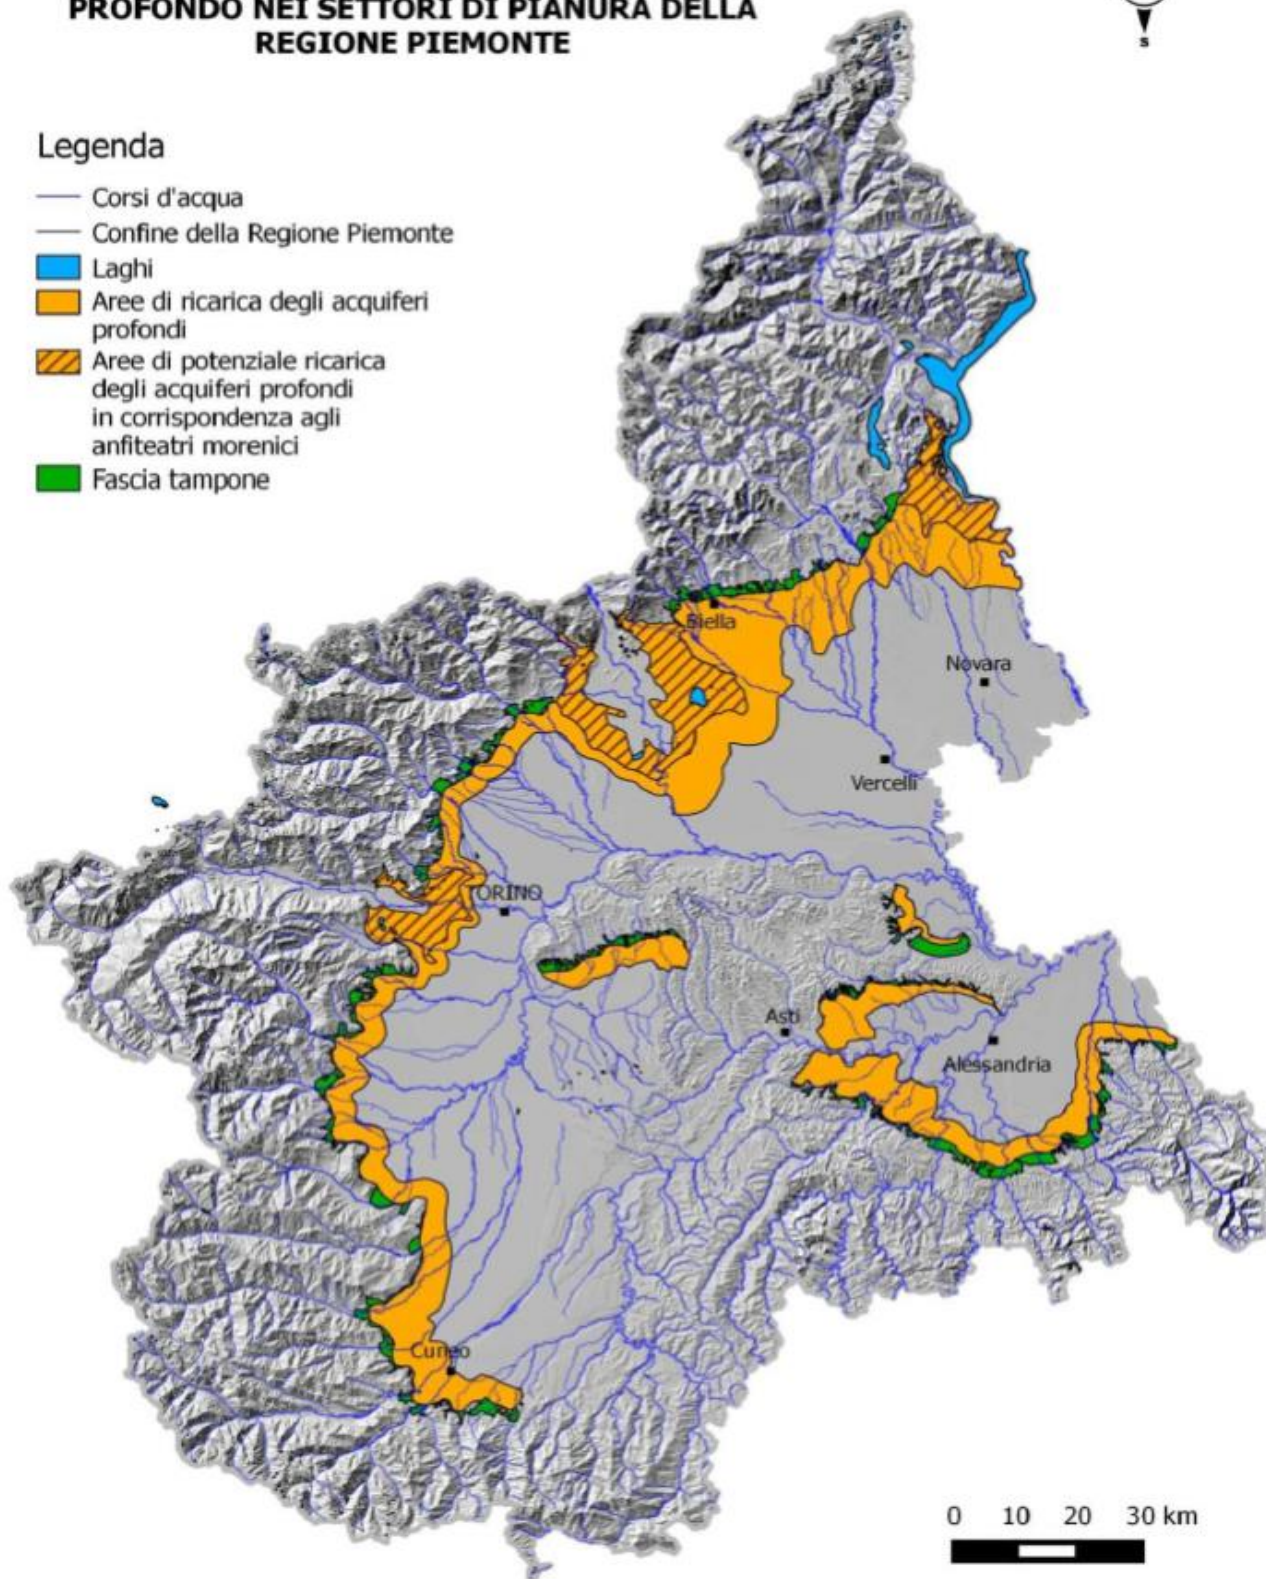 PROFONDO NEI SETTORI DI PIANURA DELLA
REGIONE PIEMONTE
S
Legenda
Corsi d'acqua
Confine della Regione Piemonte
Laghi
Aree di ricarica degli acquiferi
profondi
Aree di potenziale ricarica
degli acquiferi profondi
in corrispondenza agli
anfiteatri morenici
Fascia tampone
Biella
Novara
Vercelli
TORINO
Asti
Alessandria
Cuneo
0 10 20 30 km